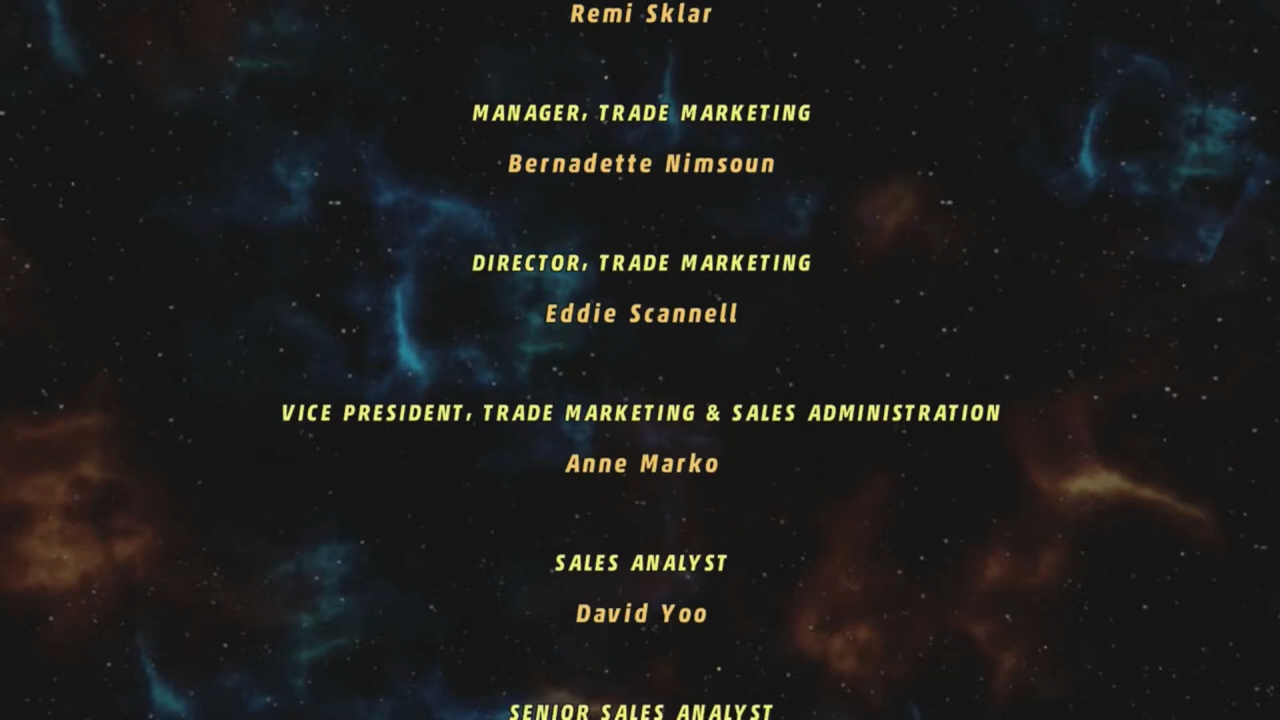 Remi Sklar
MANAGER, TRADE MARKETING
Bernadette Nimsoun
DIRECTOR, TRADE MARKETING
Eddie Scannell
VICE PRESIDENT, TRADE MARKETING & SALES ADMINISTRATION
Anne Marko
SALES ANALYST
David Yoo
SENIOR SALES ANALYST